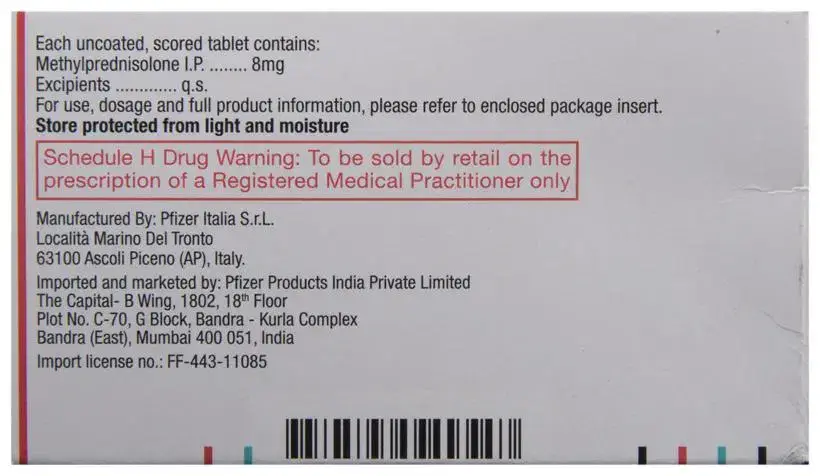 Each uncoated, scored tablet contains:
Methylprednisolone I.P. ........ 8mg
Excipients ............. q.s.
For use, dosage and full product information, please refer to enclosed package insert.
Store protected from light and moisture
Schedule H Drug Warning: To be sold by retail on the
prescription of a Registered Medical Practitioner only
Manufactured By: Pfizer Italia S.r.L.
Località Marino Del Tronto
63100 Ascoli Piceno (AP), Italy.
Imported and marketed by: Pfizer Products India Private Limited
The Capital- B Wing, 1802, 18th Floor
Plot No. C-70, G Block, Bandra - Kurla Complex
Bandra (East), Mumbai 400 051, India
Import license no.: FF-443-11085